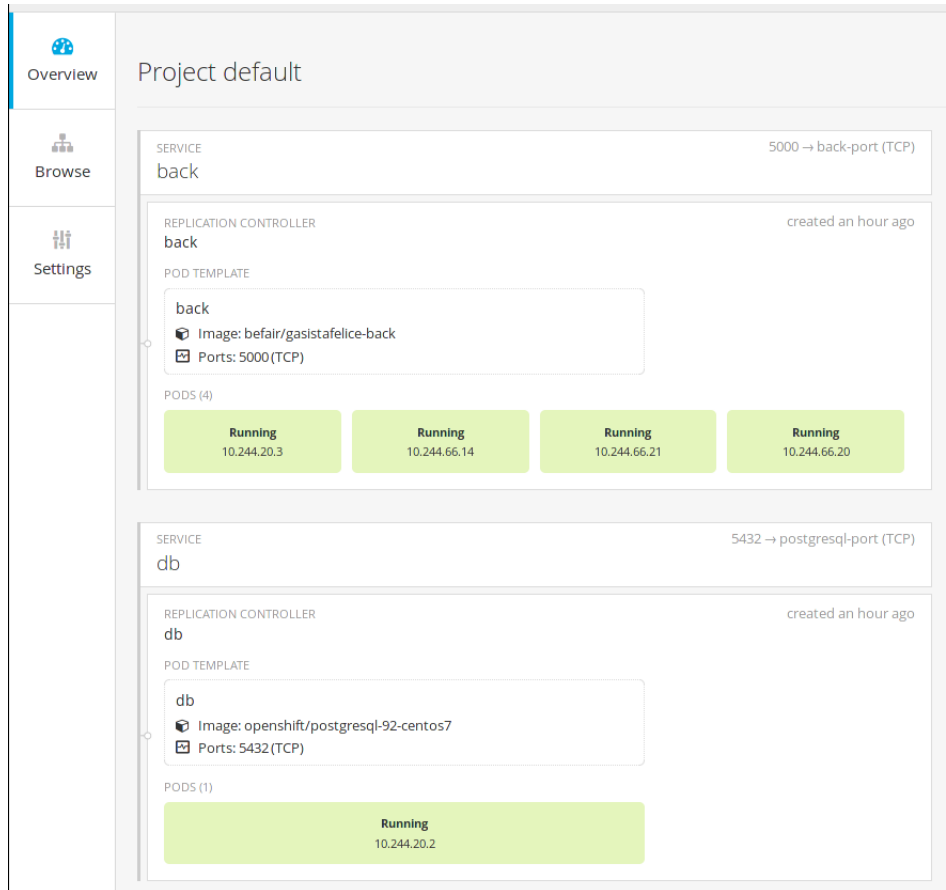 Overview
Browse
Settings
Project default
SERVICE
5000 → back-port (TCP)
back
REPLICATION CONTROLLER
created an hour ago
back
POD TEMPLATE
back
Image: befair/gasistafelice-back
Ports: 5000 (TCP)
PODS (4)
Running
10.244.20.3
Running
10.244.66.14
Running
10.244.66.21
Running
10.244.66.20
SERVICE
5432 → postgresql-port (TCP)
db
REPLICATION CONTROLLER
created an hour ago
db
POD TEMPLATE
db
Image: openshift/postgresql-92-centos7
Ports: 5432 (TCP)
PODS (1)
Running
10.244.20.2